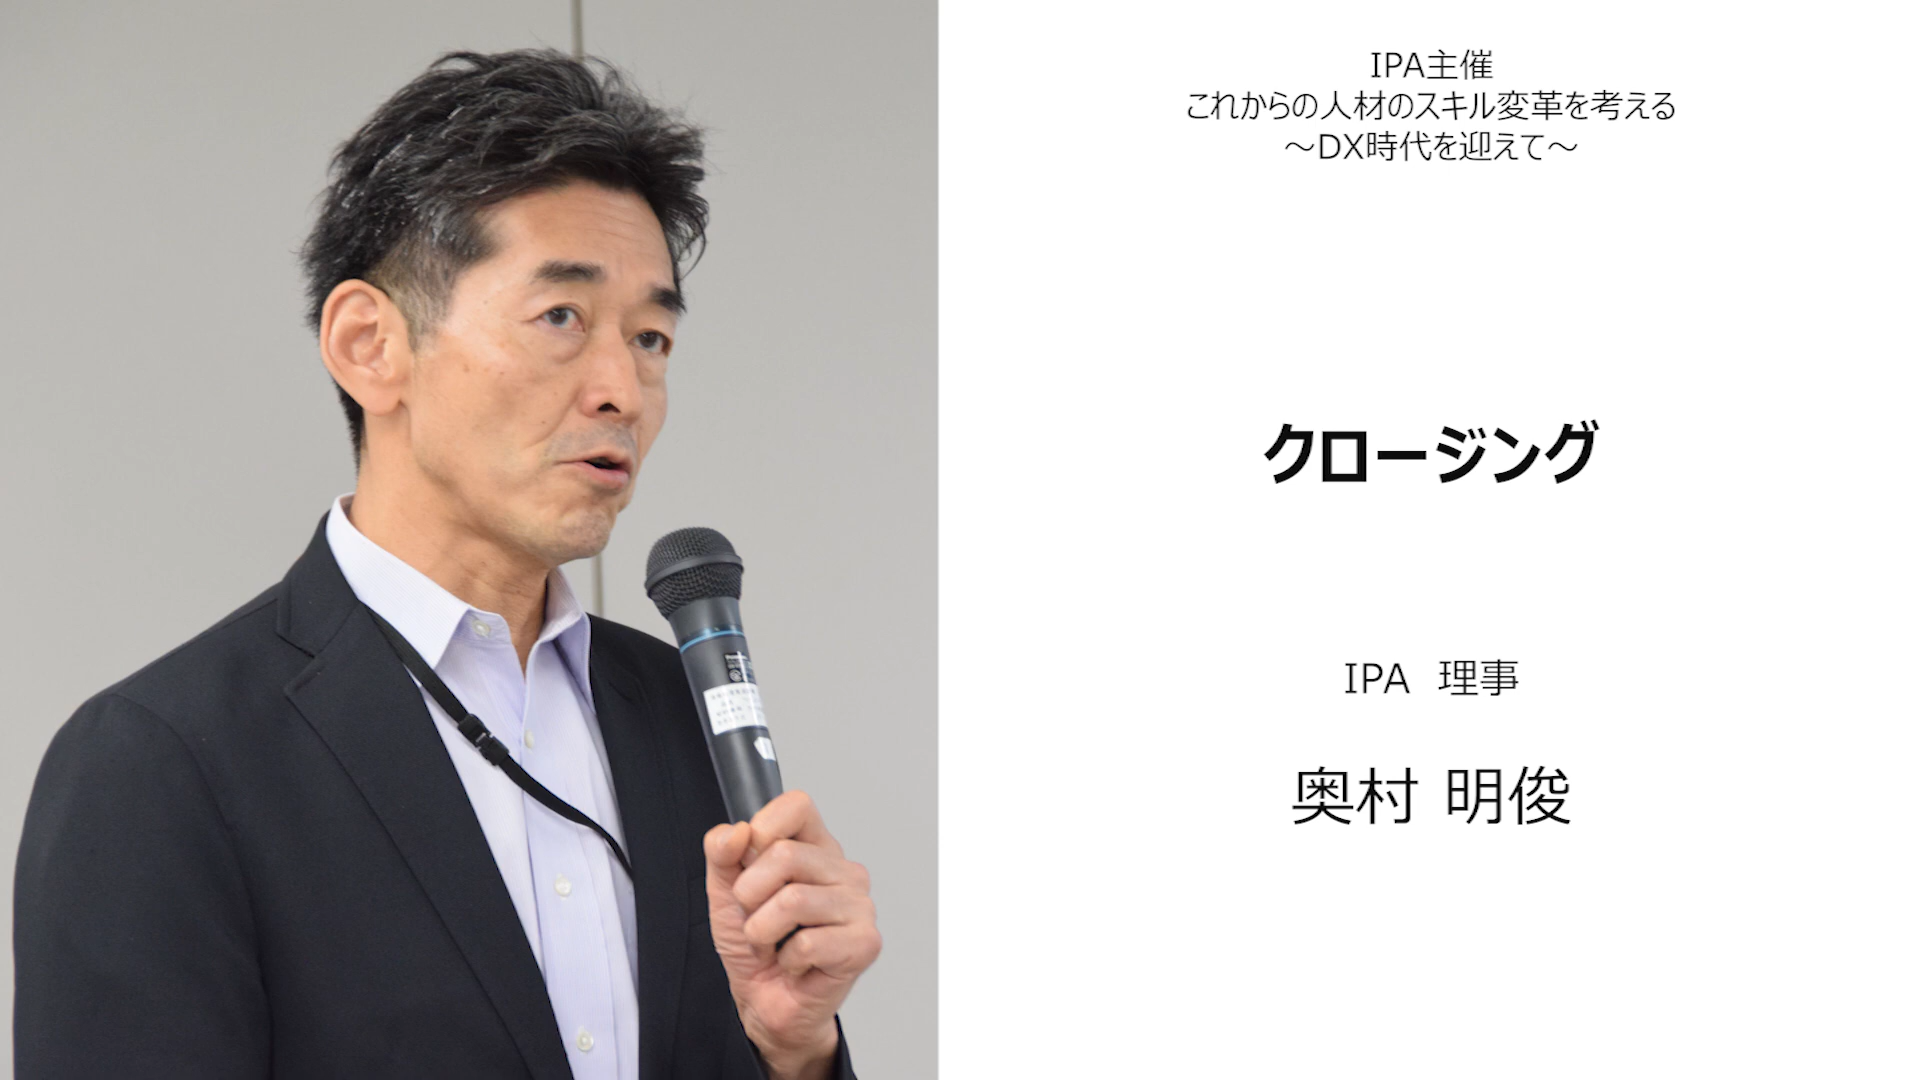 IPA主催
これからの人材のスキル変革を考える
～DX時代を迎えて～
クロージング
IPA 理事
奥村 明俊